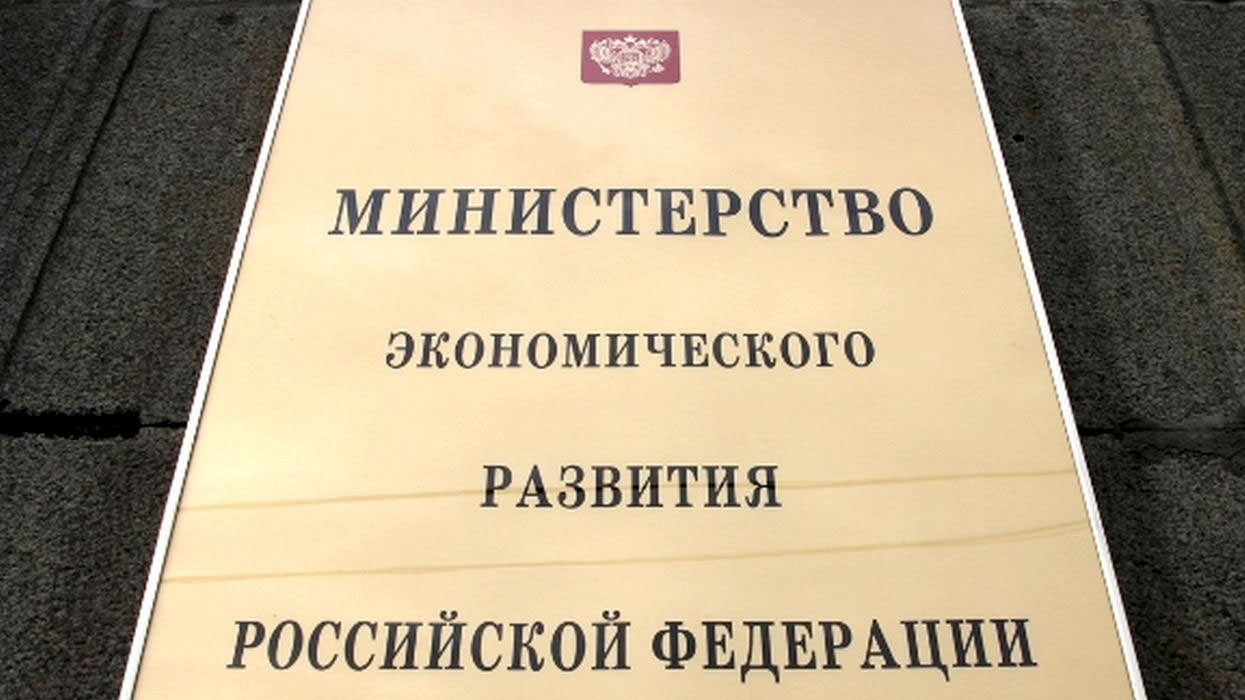 МИНИСТЕРСТВО
ЭКОНОМИЧЕСКОГО
РАЗВИТИЯ
РОССИЙСКОЙ ФЕДЕРАЦИИ